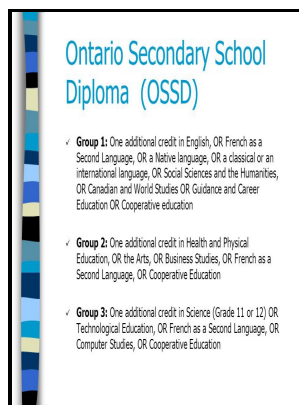 Ontario Secondary School
Diploma (OSSD)
✓ Group 1: One additional credit in English, OR French as a
Second Language, OR a Native language, OR a classical or an
international language, OR Social Sciences and the Humanities,
OR Canadian and World Studies OR Guidance and Career
Education OR Cooperative education
✓ Group 2: One additional credit in Health and Physical
Education, OR the Arts, OR Business Studies, OR French as a
Second Language, OR Cooperative Education
✓ Group 3: One additional credit in Science (Grade 11 or 12) OR
Technological Education, OR French as a Second Language, OR
Computer Studies, OR Cooperative Education